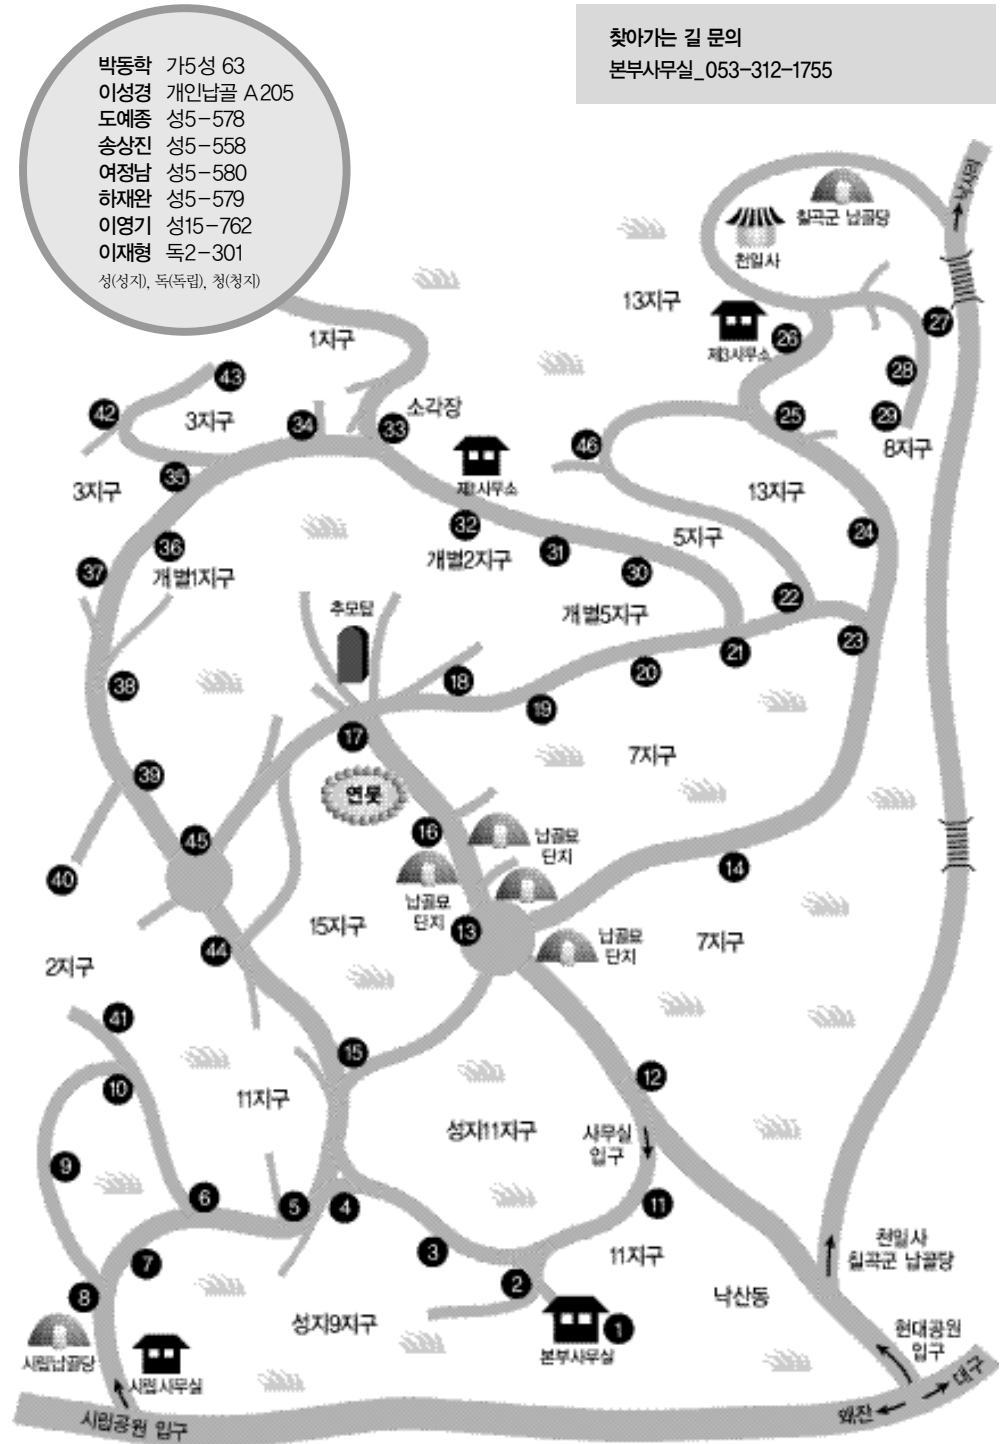 박동학 가5성 63
이성경 개인납골 A205
도예종 성5-578
송상진 성5-558
여정남 성5-580
하재완 성5-579
이영기 성15-762
이재형 독2-301
성(성지), 독(독립), 청(청지)
찾아가는 길 문의
본부사무실_053-312-1755
낙사리
칠곡군 납골당
천일사
13지구
제3사무소
26
27
28
29
8지구
1지구
43
42
3지구
34
33
소각장
35
3지구
제2사무소
46
25
13지구
32
36
37
개별1지구
개별2지구
31
30
5지구
24
개별5지구
22
추모탑
38
18
19
20
21
23
17
39
7지구
연못
45
16
납골묘
단지
14
40
납골묘
단지
13
15지구
납골묘
단지
7지구
44
2지구
41
15
10
12
11지구
성지11지구
사무실
입구
9
6
5
4
11
3
7
11지구
천일사
칠곡군 납골당
2
8
낙산동
성지9지구
1
본부사무실
현대공원
입구
시립납골당
시립사무실
대구
왜관
시립공원 입구